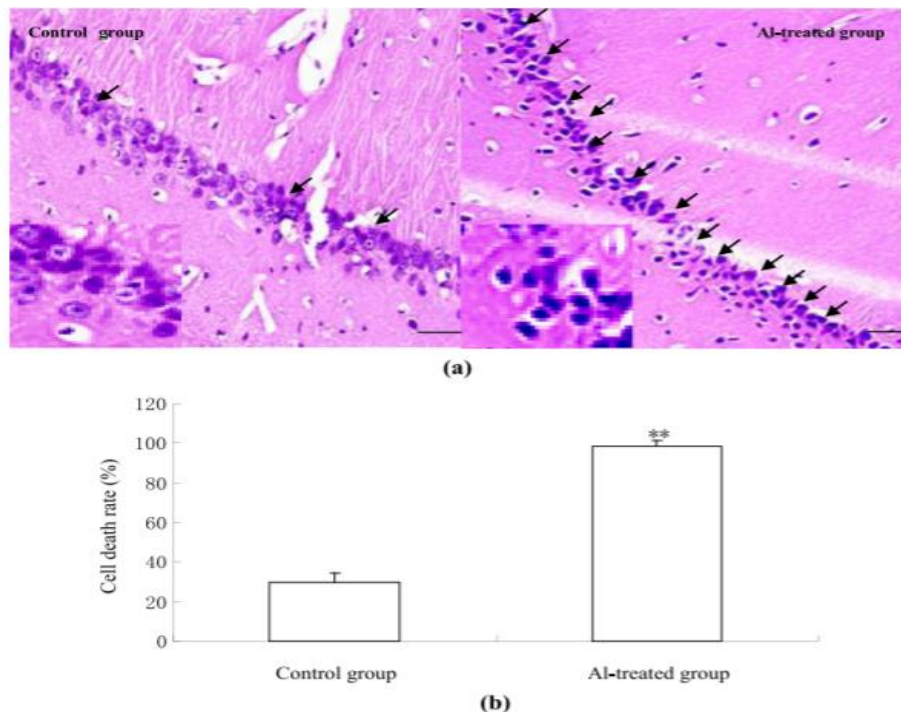 Control group
Al-treated group
(a)
120
100
80
60
40
20
0
Cell death rate (%)
**
Control group
Al-treated group
(b)